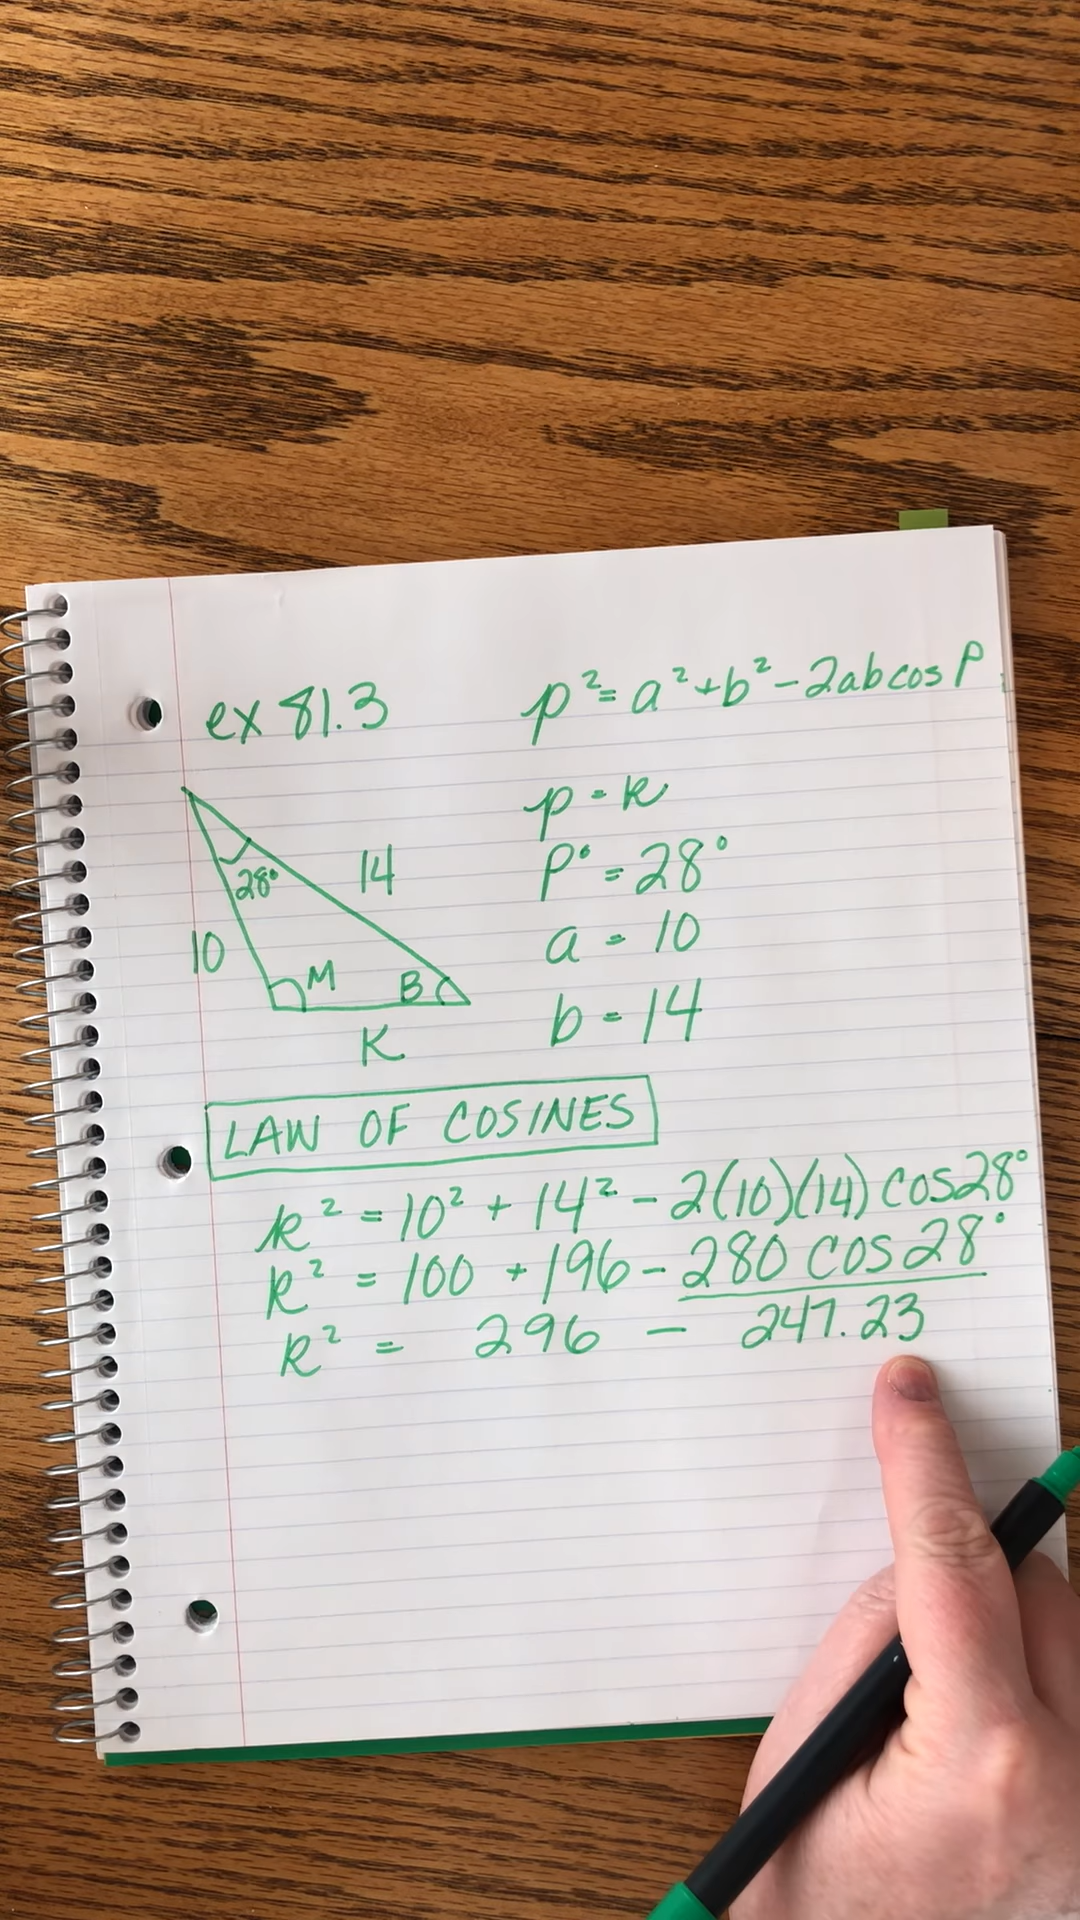 ex 81.3
p² = a² + b² - 2ab cos P
p = k
P° = 28°
a = 10
b = 14
28°
14
10
M
B
K
LAW OF COSINES
k² = 10² + 14² - 2(10)(14) cos 28°
k² = 100 + 196 - 280 cos 28°
k² = 296 - 247.23